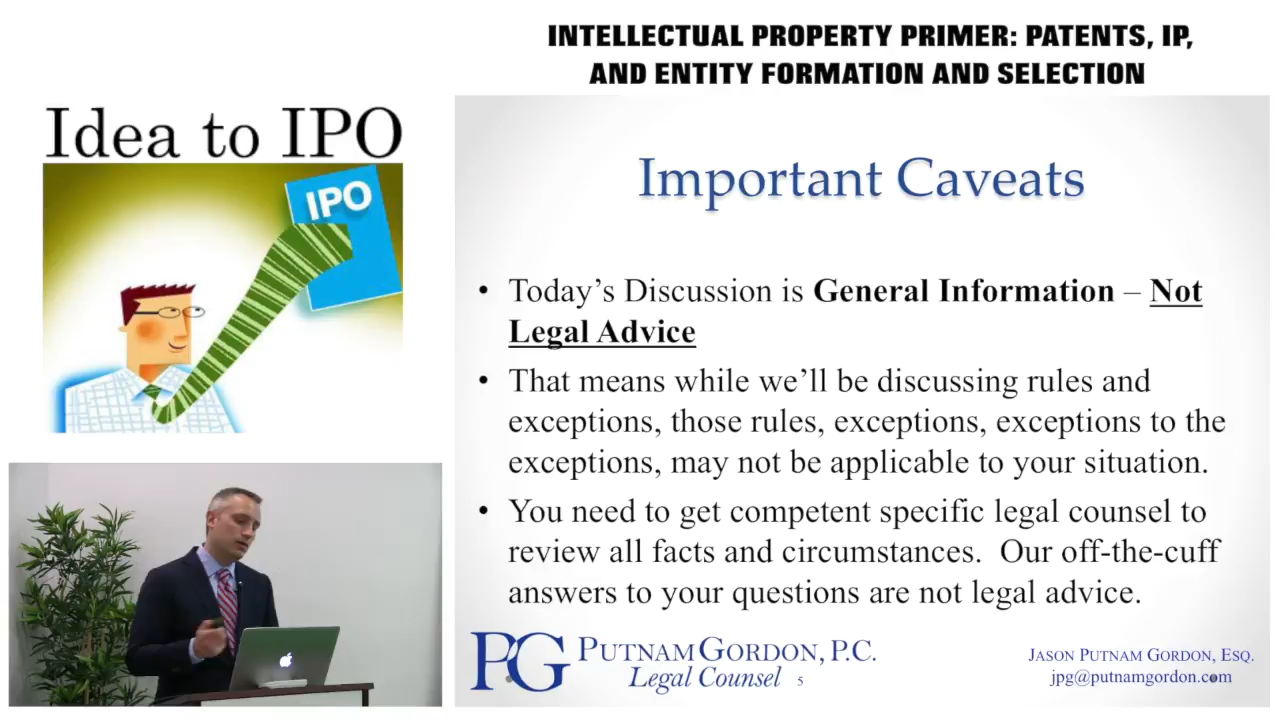 INTELLECTUAL PROPERTY PRIMER: PATENTS, IP,
AND ENTITY FORMATION AND SELECTION
Idea to IPO
IPO
Important Caveats
• Today’s Discussion is General Information – Not
Legal Advice
• That means while we’ll be discussing rules and
exceptions, those rules, exceptions, exceptions to the
exceptions, may not be applicable to your situation.
• You need to get competent specific legal counsel to
review all facts and circumstances.  Our off-the-cuff
answers to your questions are not legal advice.
PG PUTNAM GORDON, P.C.
Legal Counsel
5
JASON PUTNAM GORDON, ESQ.
jpg@putnamgordon.com